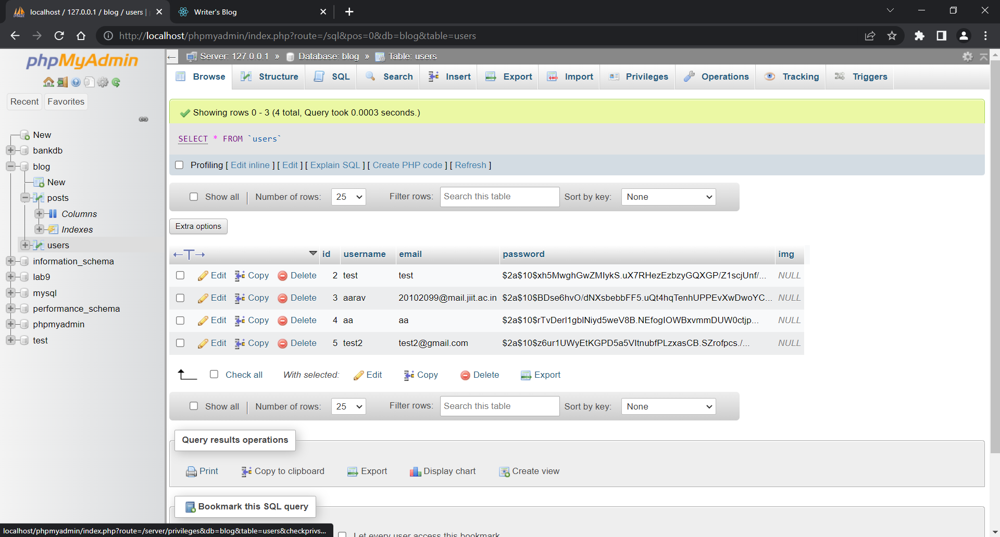 localhost / 127.0.0.1 / blog / users |
Writer's Blog
http://localhost/phpmyadmin/index.php?route=/sql&pos=0&db=blog&table=users
phpMyAdmin
Recent Favorites
New
bankdb
blog
New
posts
Columns
Indexes
users
information_schema
lab9
mysql
performance_schema
phpmyadmin
test
Server: 127.0.0.1 » Database: blog » Table: users
Browse Structure SQL Search Insert Export Import Privileges Operations Tracking Triggers
Showing rows 0 - 3 (4 total, Query took 0.0003 seconds.)
SELECT * FROM `users`
Profiling [ Edit inline ] [ Edit ] [ Explain SQL ] [ Create PHP code ] [ Refresh ]
Show all | Number of rows: 25 Filter rows: Search this table Sort by key: None
Extra options
←T→ id username email password img
Edit Copy Delete 2 test test $2a$10$xh5MwghGwZMIykS.uX7RHezEzbzyGQXGP/Z1scjUnf/... NULL
Edit Copy Delete 3 aarav 20102099@mail.jiit.ac.in $2a$10$BDse6hvO/dNXsbebbFF5.uQt4hqTenhUPPEvXwDwoYC... NULL
Edit Copy Delete 4 aa aa $2a$10$rTvDerl1gblNiyd5weV8B.NEfogIOWBxvmmDUW0ctjp... NULL
Edit Copy Delete 5 test2 test2@gmail.com $2a$10$z6ur1UWyEtKGPD5a5VItnubfPLzxasCB.SZrofpcs./... NULL
Check all With selected: Edit Copy Delete Export
Show all | Number of rows: 25 Filter rows: Search this table Sort by key: None
Query results operations
Print Copy to clipboard Export Display chart Create view
Bookmark this SQL query
Let every user access this bookmark
localhost/phpmyadmin/index.php?route=/server/privileges&db=blog&table=users&checkprivs...